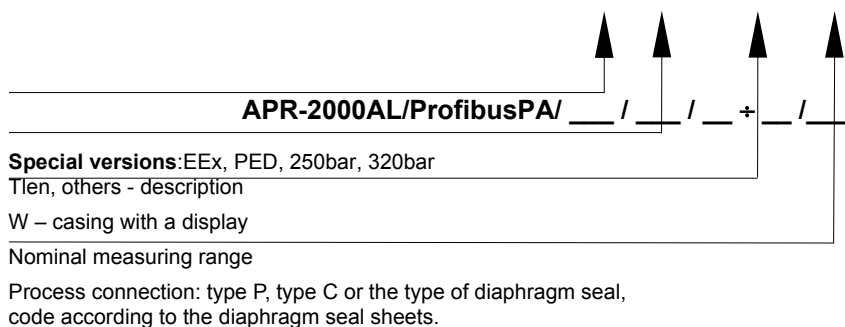 APR-2000AL/ProfibusPA/ ___ / ___ / __ ÷ __ /___
Special versions:EEx, PED, 250bar, 320bar
Tlen, others - description
W – casing with a display
Nominal measuring range
Process connection: type P, type C or the type of diaphragm seal,
code according to the diaphragm seal sheets.